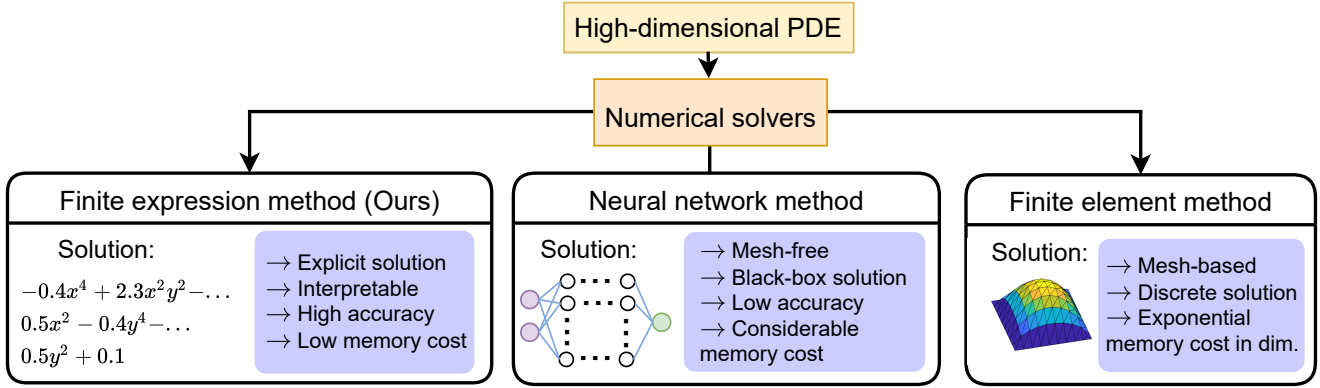 High-dimensional PDE
Numerical solvers
Finite expression method (Ours)
Solution:
−0.4x⁴ + 2.3x²y² −...
0.5x² − 0.4y⁴ −...
0.5y² + 0.1
→ Explicit solution
→ Interpretable
→ High accuracy
→ Low memory cost
Neural network method
Solution:
→ Mesh-free
→ Black-box solution
→ Low accuracy
→ Considerable
memory cost
Finite element method
Solution:
→ Mesh-based
→ Discrete solution
→ Exponential
memory cost in dim.